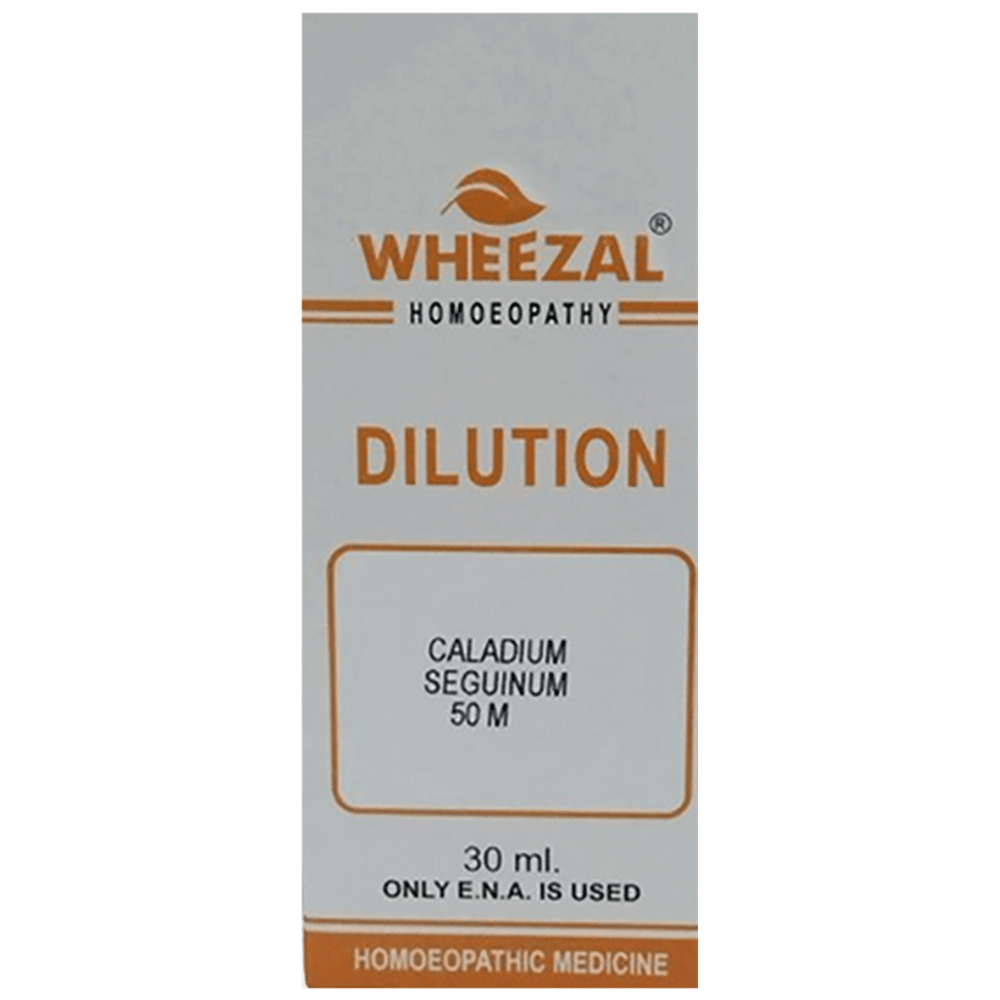 WHEEZAL®
HOMOEOPATHY
DILUTION
CALADIUM
SEGUINUM
50 M
30 ml.
ONLY E.N.A. IS USED
HOMOEOPATHIC MEDICINE